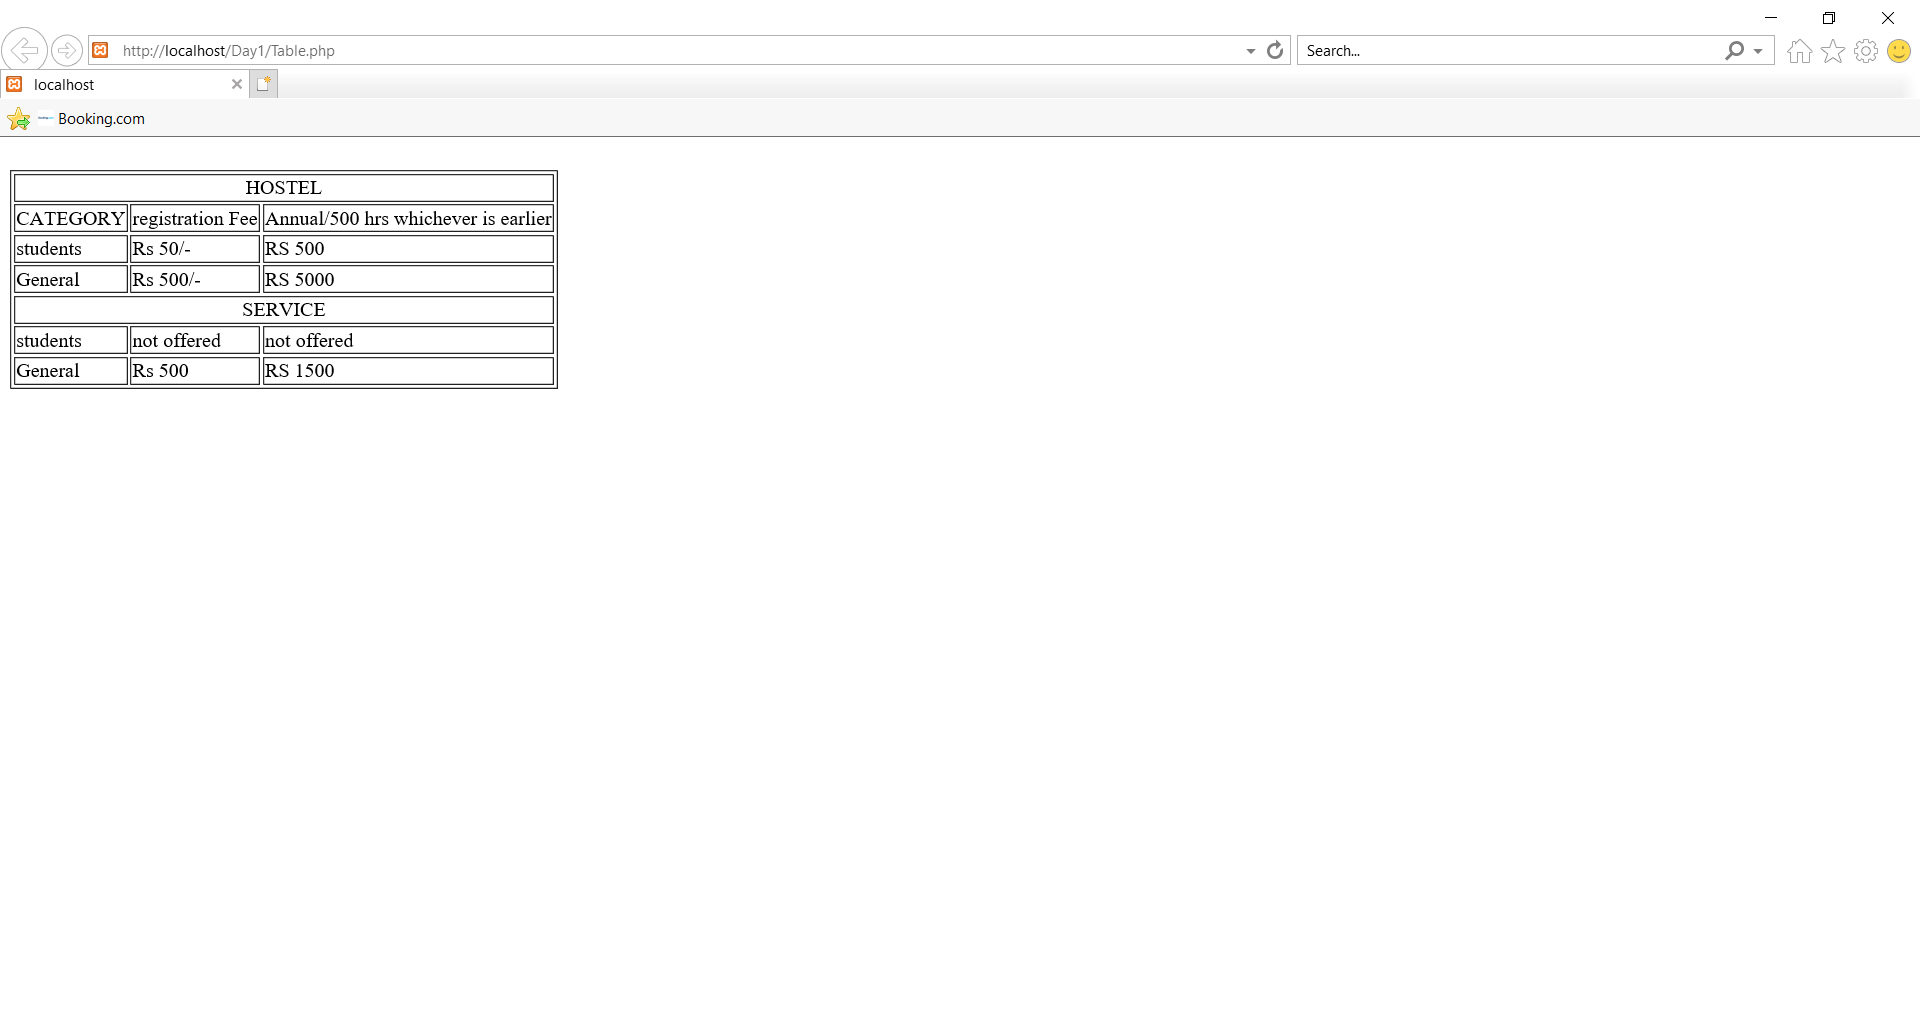 http://localhost/Day1/Table.php Search...
localhost
Booking.com
HOSTEL
CATEGORY registration Fee Annual/500 hrs whichever is earlier
students Rs 50/- RS 500
General Rs 500/- RS 5000
SERVICE
students not offered not offered
General Rs 500 RS 1500